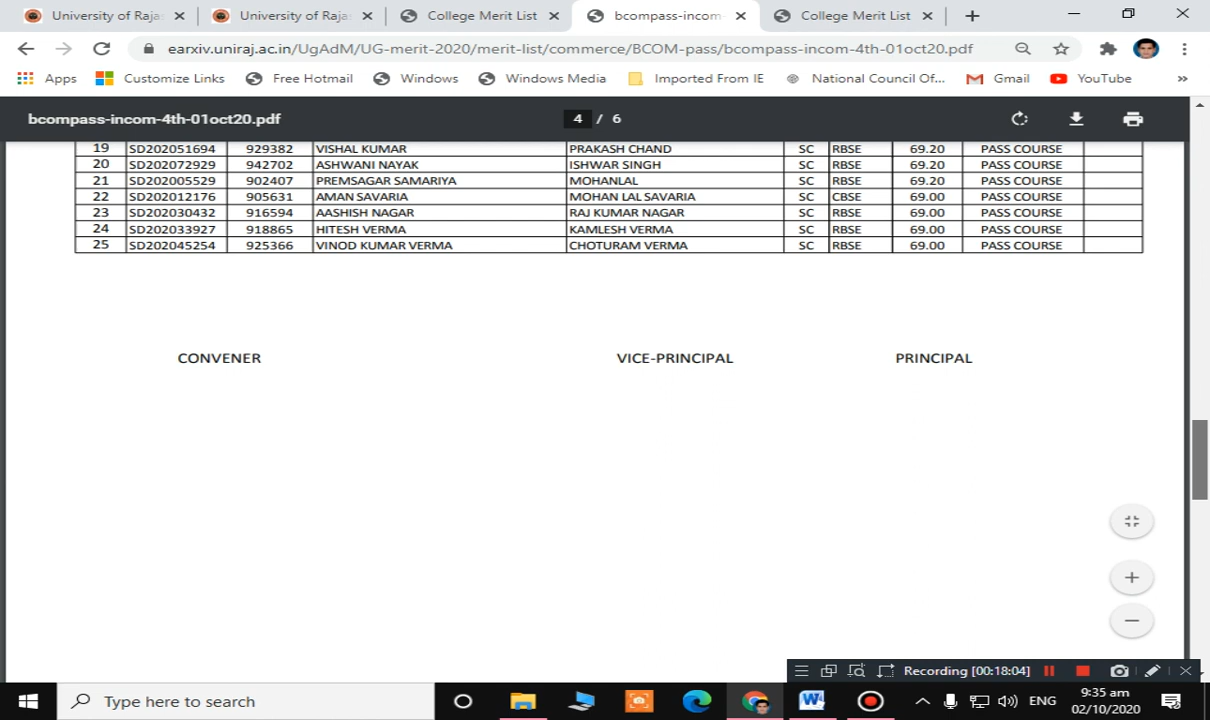 University of Rajas
University of Rajas
College Merit List
bcompass-incom-
College Merit List
earxiv.uniraj.ac.in/UgAdM/UG-merit-2020/merit-list/commerce/BCOM-pass/bcompass-incom-4th-01oct20.pdf
Apps Customize Links Free Hotmail Windows Windows Media Imported From IE National Council Of... Gmail YouTube »
bcompass-incom-4th-01oct20.pdf 4 / 6
19 SD202051694 929382 VISHAL KUMAR PRAKASH CHAND SC RBSE 69.20 PASS COURSE
20 SD202072929 942702 ASHWANI NAYAK ISHWAR SINGH SC RBSE 69.20 PASS COURSE
21 SD202005529 902407 PREMSAGAR SAMARIYA MOHANLAL SC RBSE 69.20 PASS COURSE
22 SD202012176 905631 AMAN SAVARIA MOHAN LAL SAVARIA SC CBSE 69.00 PASS COURSE
23 SD202030432 916594 AASHISH NAGAR RAJ KUMAR NAGAR SC RBSE 69.00 PASS COURSE
24 SD202033927 918865 HITESH VERMA KAMLESH VERMA SC RBSE 69.00 PASS COURSE
25 SD202045254 925366 VINOD KUMAR VERMA CHOTURAM VERMA SC RBSE 69.00 PASS COURSE
CONVENER VICE-PRINCIPAL PRINCIPAL
Recording [00:18:04]
Type here to search
ENG
9:35 am
02/10/2020